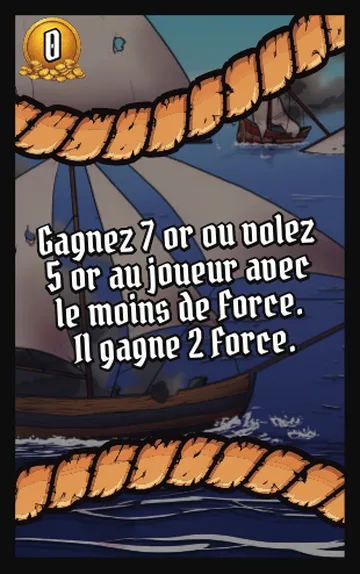 0
Gagnez 7 or ou volez
5 or au joueur avec
le moins de Force.
Il gagne 2 Force.